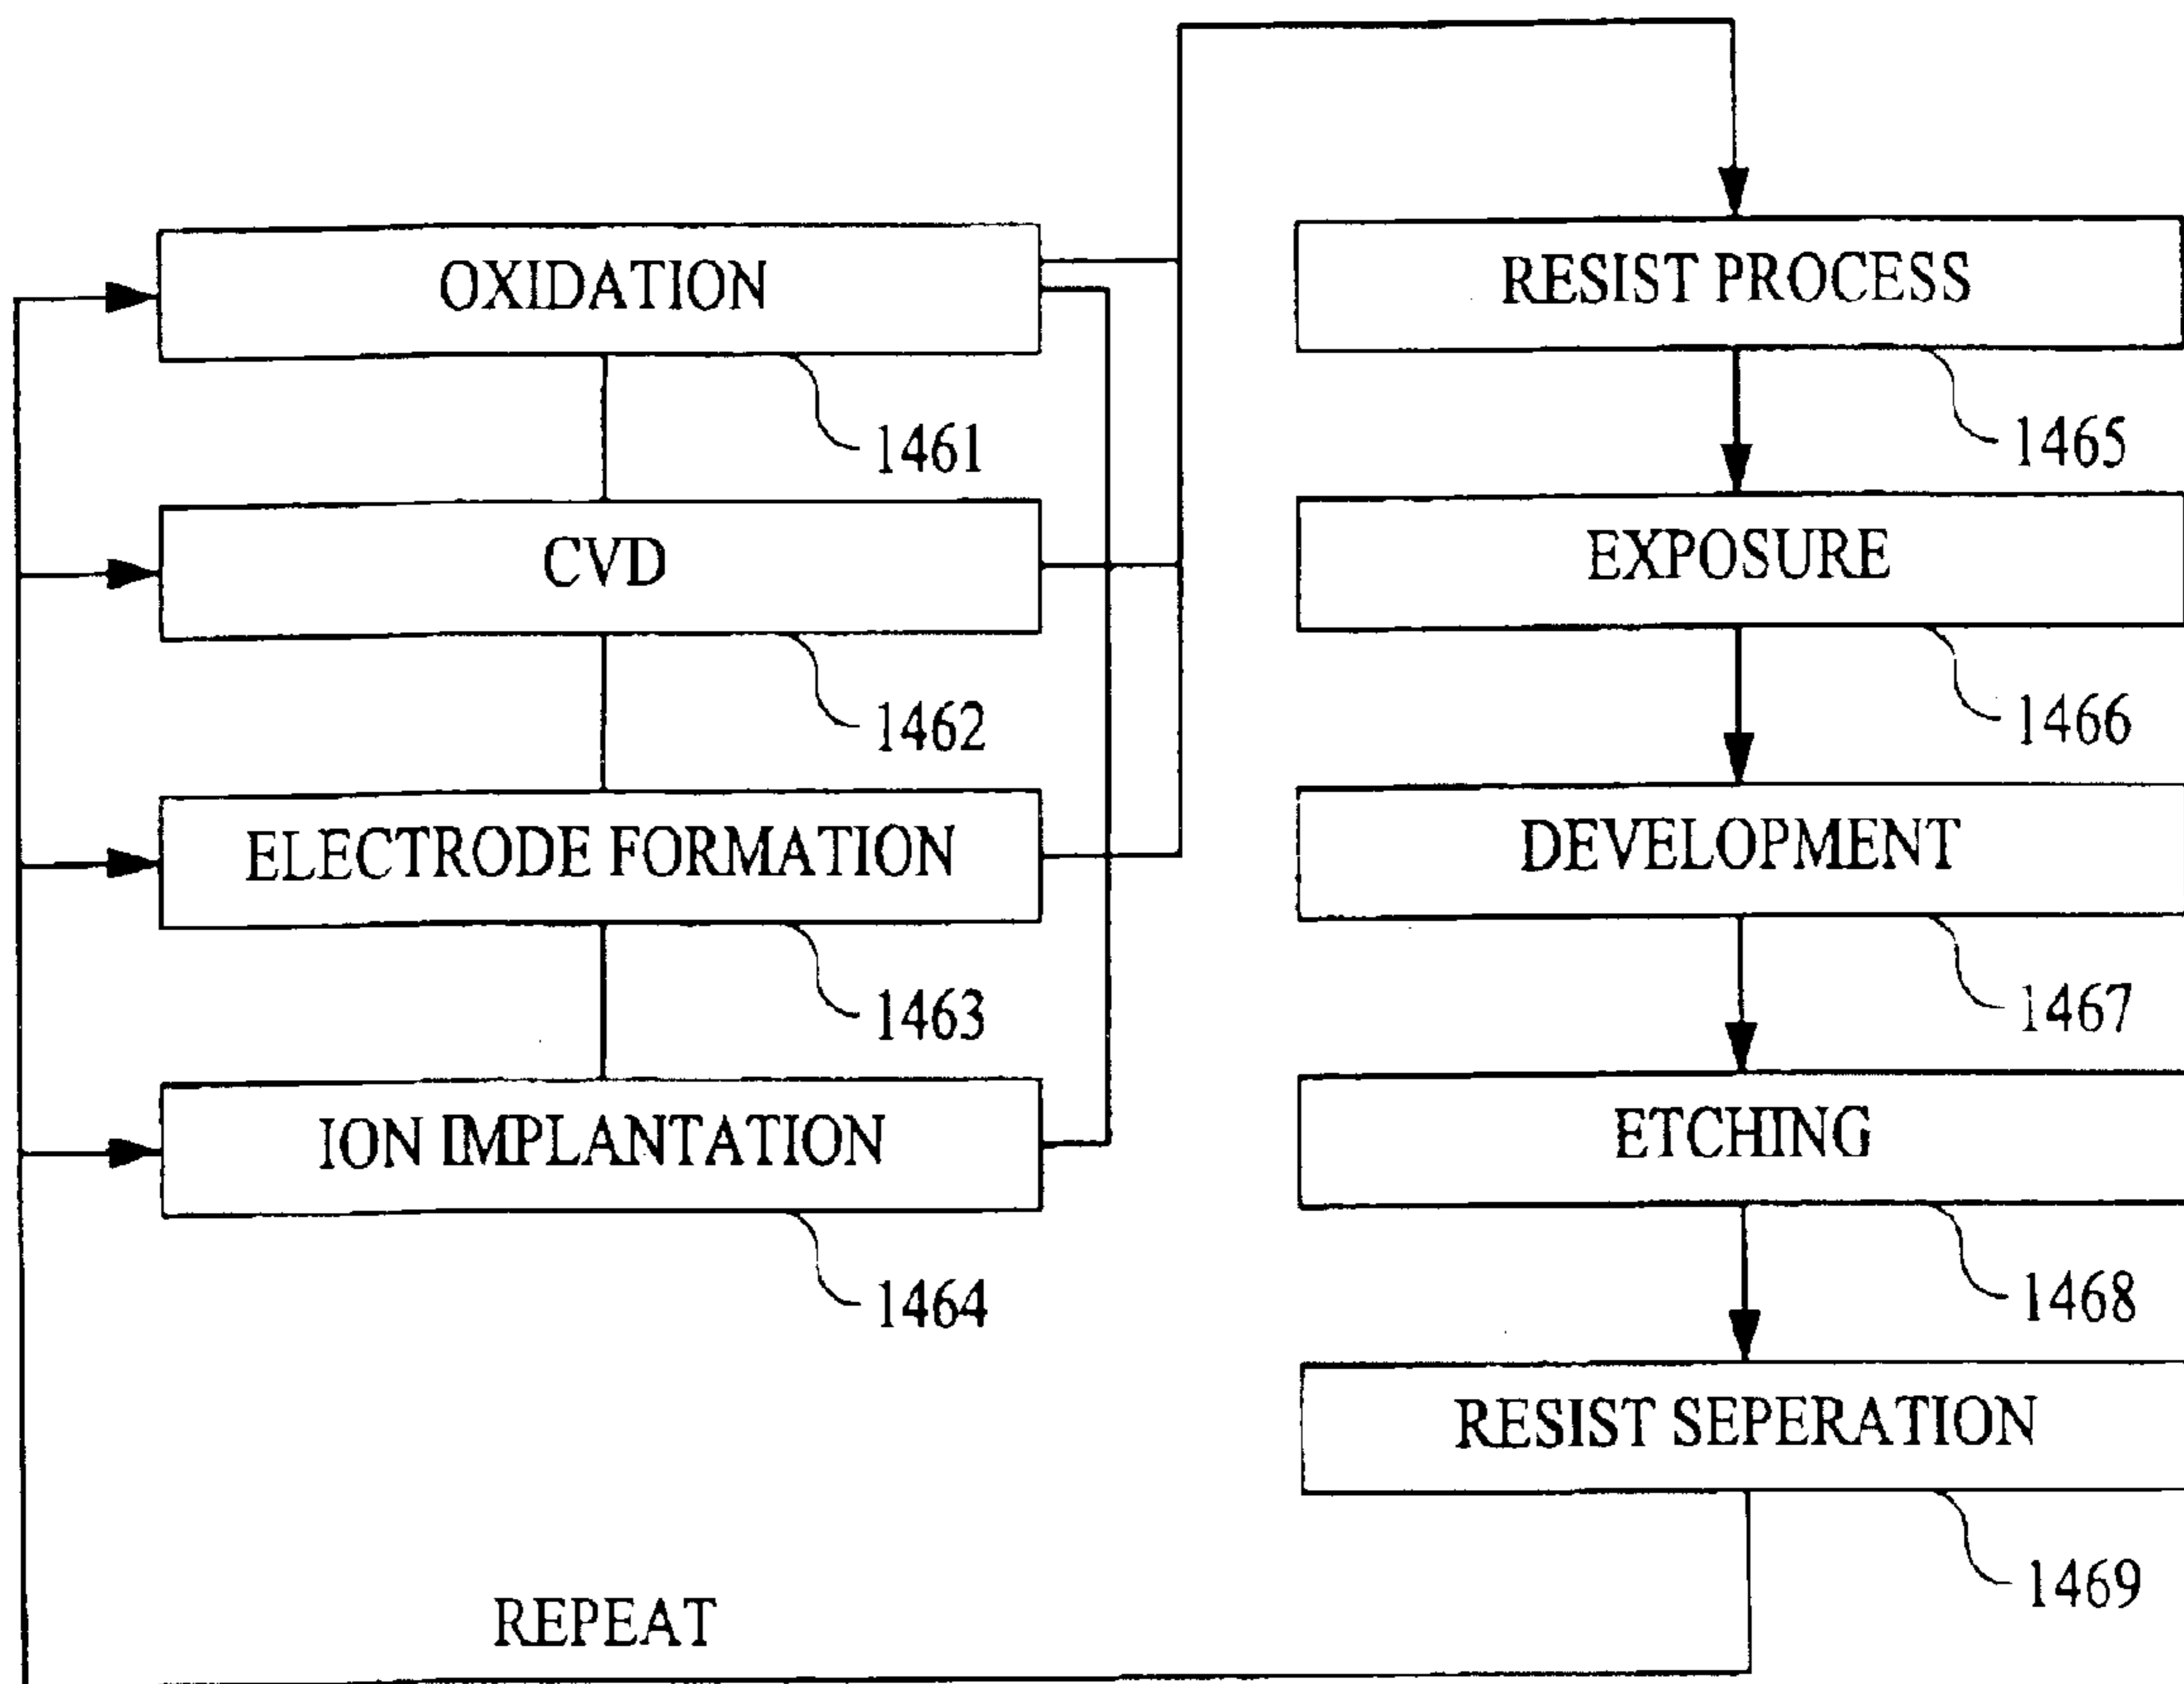 OXIDATION
1461
CVD
1462
ELECTRODE FORMATION
1463
ION IMPLANTATION
1464
RESIST PROCESS
1465
EXPOSURE
1466
DEVELOPMENT
1467
ETCHING
1468
RESIST SEPERATION
1469
REPEAT